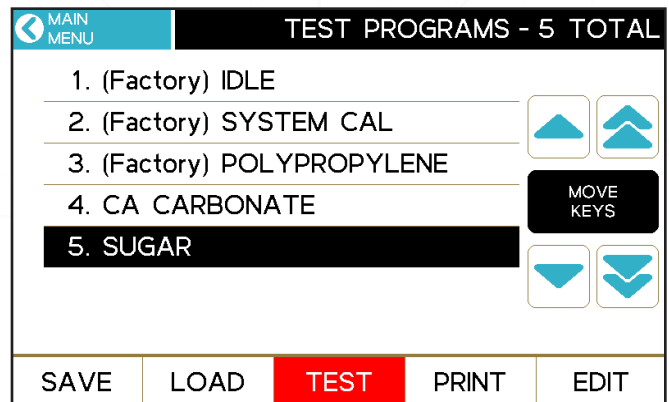 MAIN
MENU
TEST PROGRAMS - 5 TOTAL
1. (Factory) IDLE
2. (Factory) SYSTEM CAL
3. (Factory) POLYPROPYLENE
4. CA CARBONATE
5. SUGAR
MOVE
KEYS
SAVE
LOAD
TEST
PRINT
EDIT